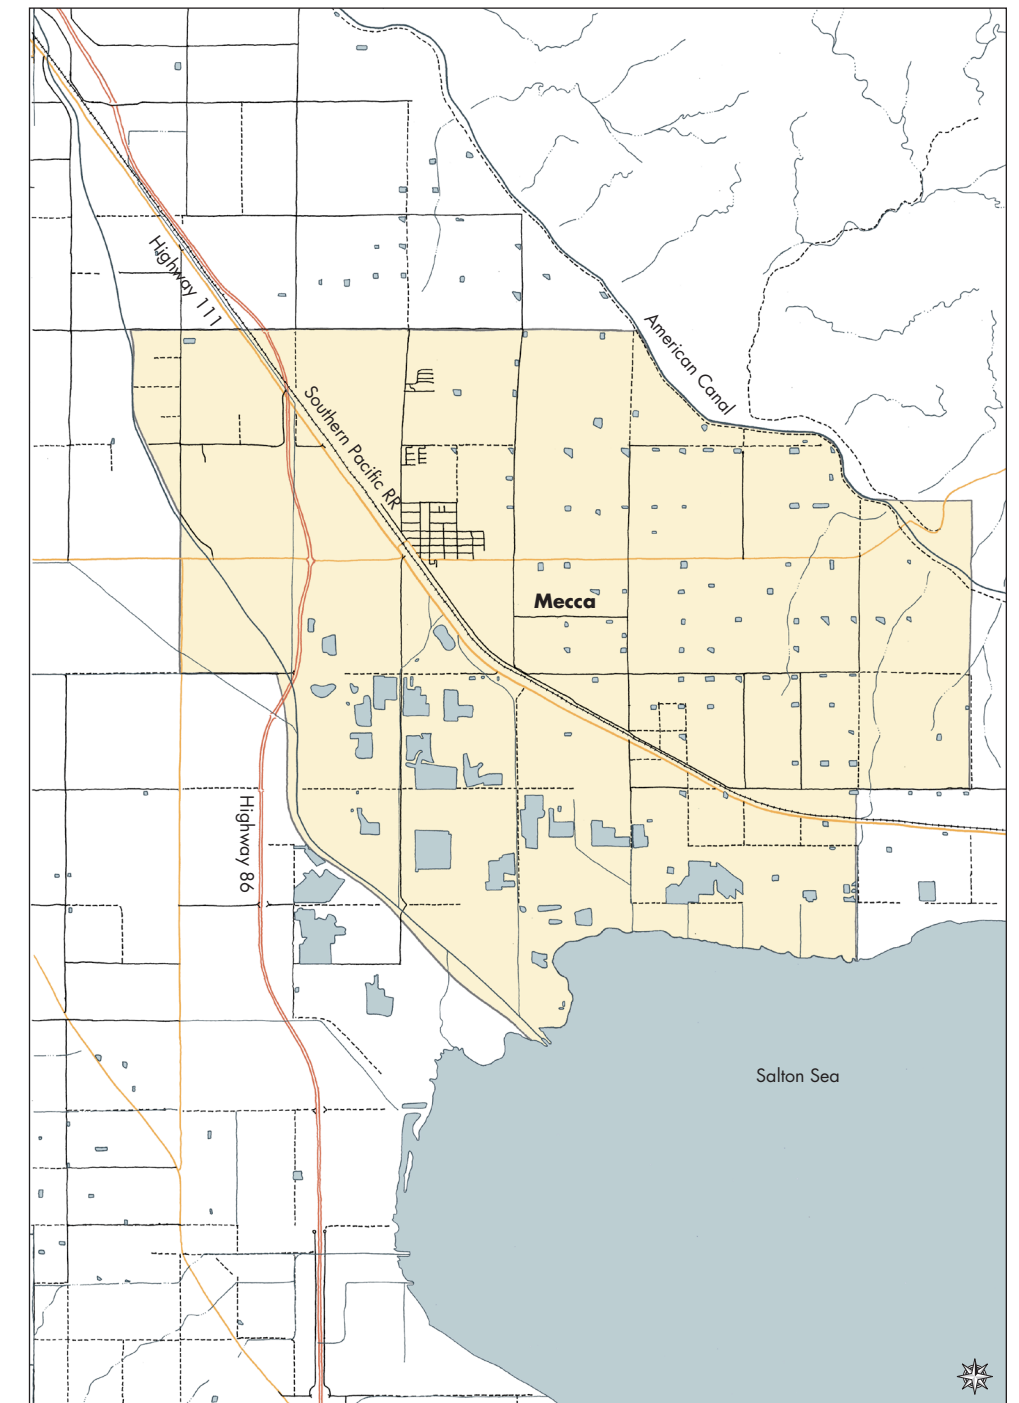 Highway 111
American Canal
Southern Pacific RR
Mecca
Highway 86
Salton Sea